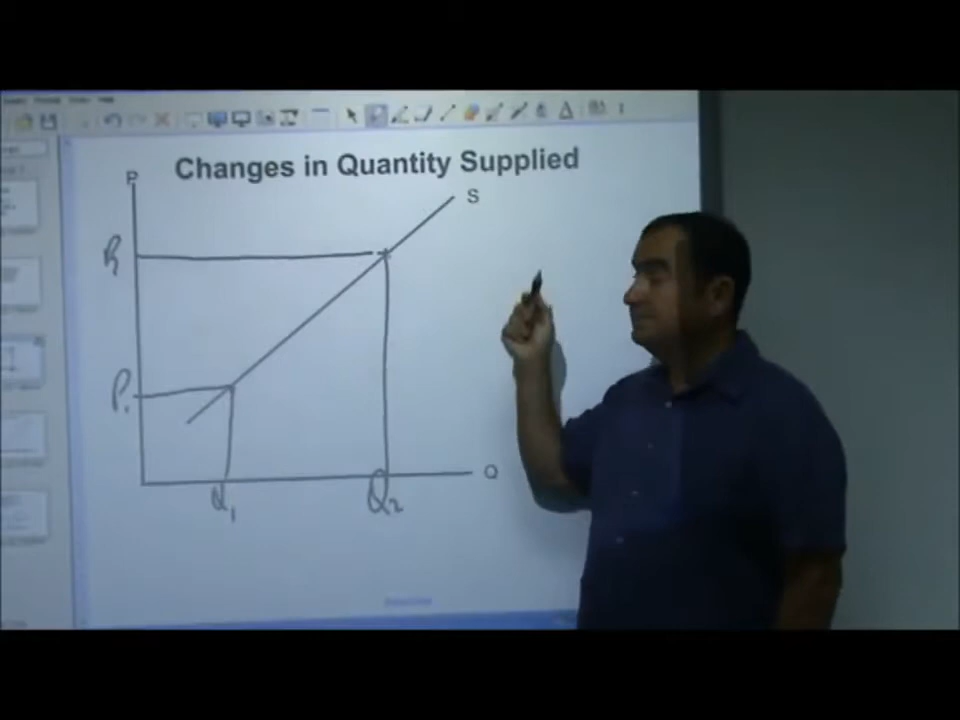 Changes in Quantity Supplied
P
S
P₂
P₁
Q
Q₁
Q₂